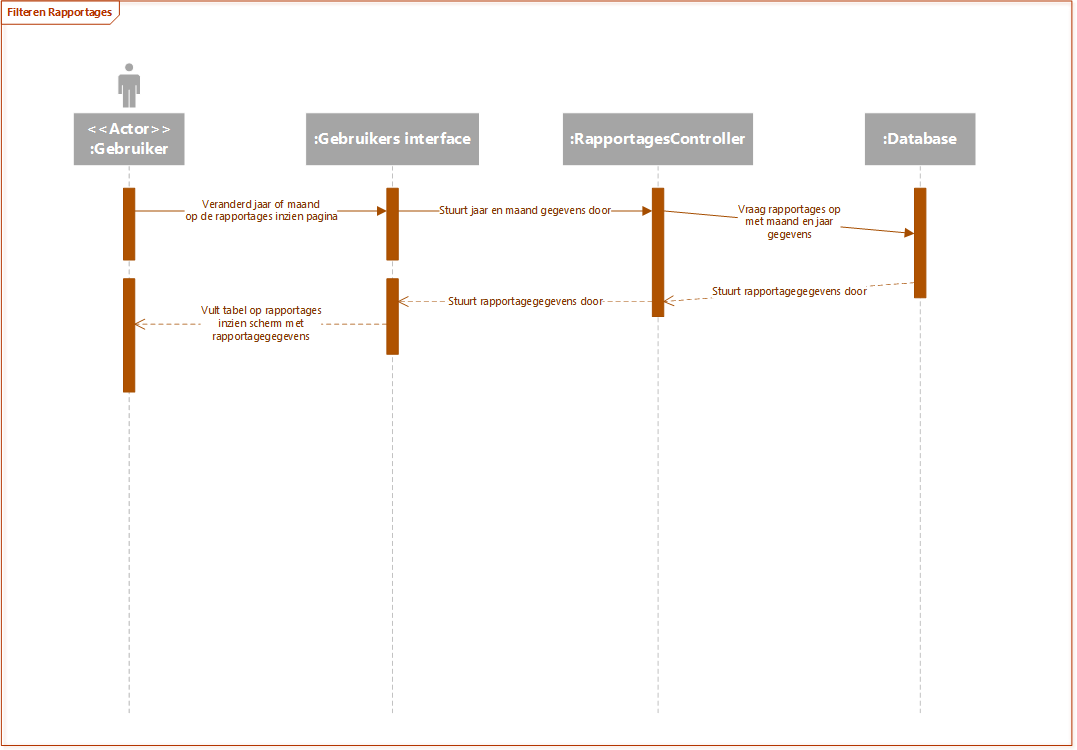 Filteren Rapportages
<<Actor>>
:Gebruiker
:Gebruikers interface
:RapportagesController
:Database
Veranderd jaar of maand
op de rapportages inzien pagina
Stuurt jaar en maand gegevens door
Vraag rapportages op
met maand en jaar
gegevens
Stuurt rapportagegegevens door
Stuurt rapportagegegevens door
Vult tabel op rapportages
inzien scherm met
rapportagegegevens